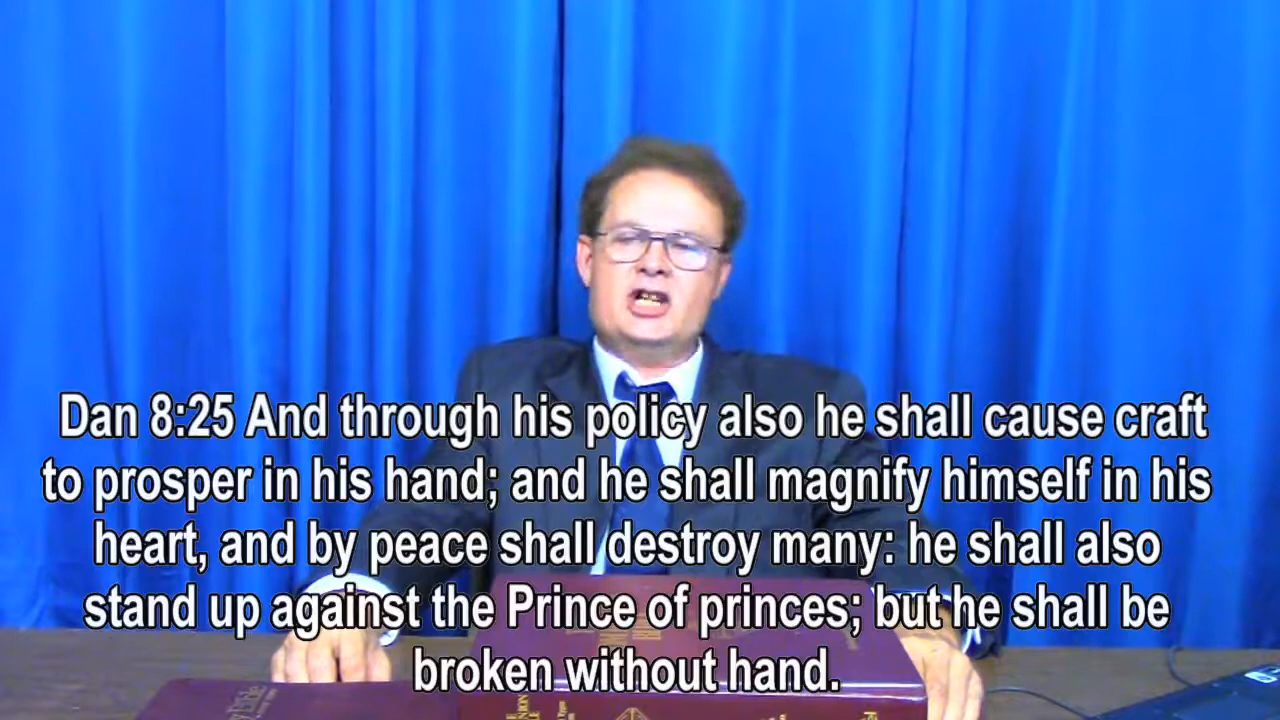 Dan 8:25 And through his policy also he shall cause craft
to prosper in his hand; and he shall magnify himself in his
heart, and by peace shall destroy many: he shall also
stand up against the Prince of princes; but he shall be
broken without hand.